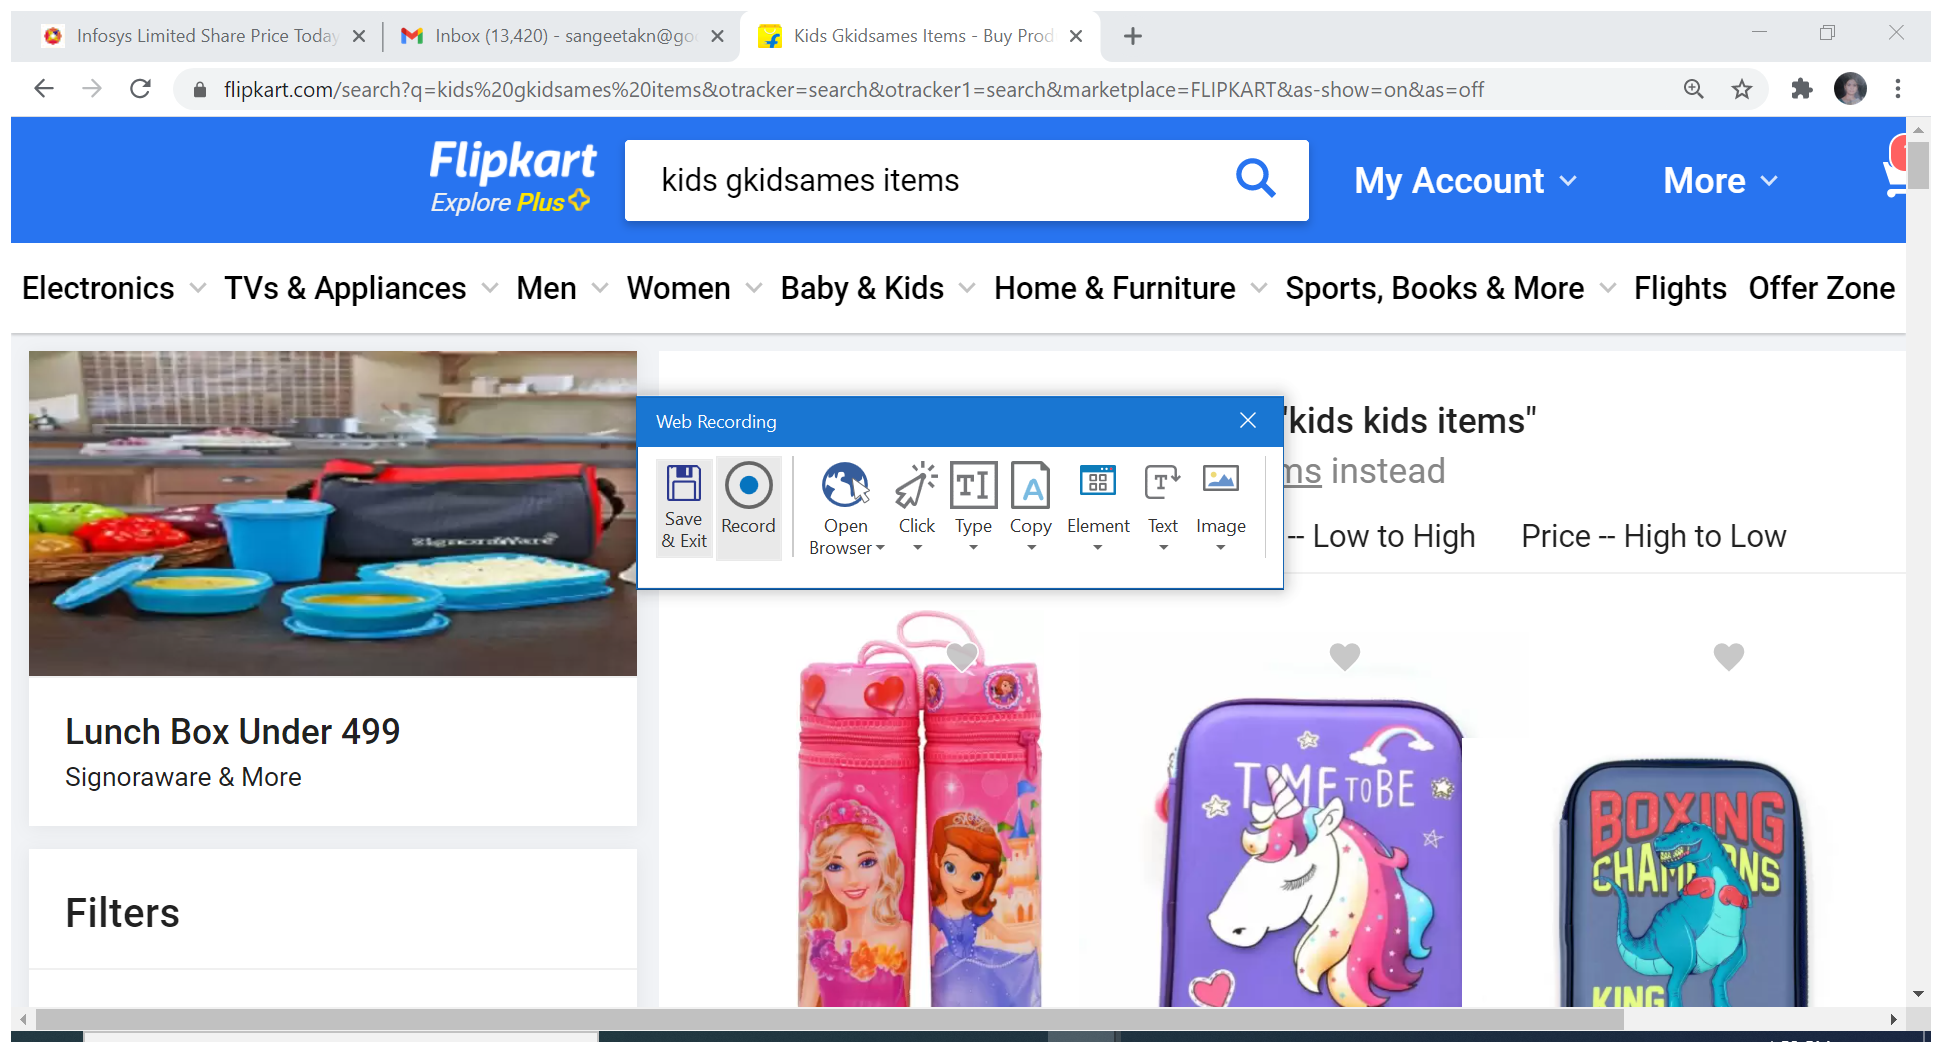 Infosys Limited Share Price Today
Inbox (13,420) - sangeetakn@goo
Kids Gkidsames Items - Buy Prod
flipkart.com/search?q=kids%20gkidsames%20items&otracker=search&otracker1=search&marketplace=FLIPKART&as-show=on&as=off
Flipkart
Explore Plus
kids gkidsames items
My Account
More
Electronics
TVs & Appliances
Men
Women
Baby & Kids
Home & Furniture
Sports, Books & More
Flights
Offer Zone
"kids kids items"
ms instead
-- Low to High
Price -- High to Low
Web Recording
Save
& Exit
Record
Open
Browser
Click
Type
Copy
Element
Text
Image
Signoraware
Lunch Box Under 499
Signoraware & More
Filters
TIME TO BE
BOXING
KING